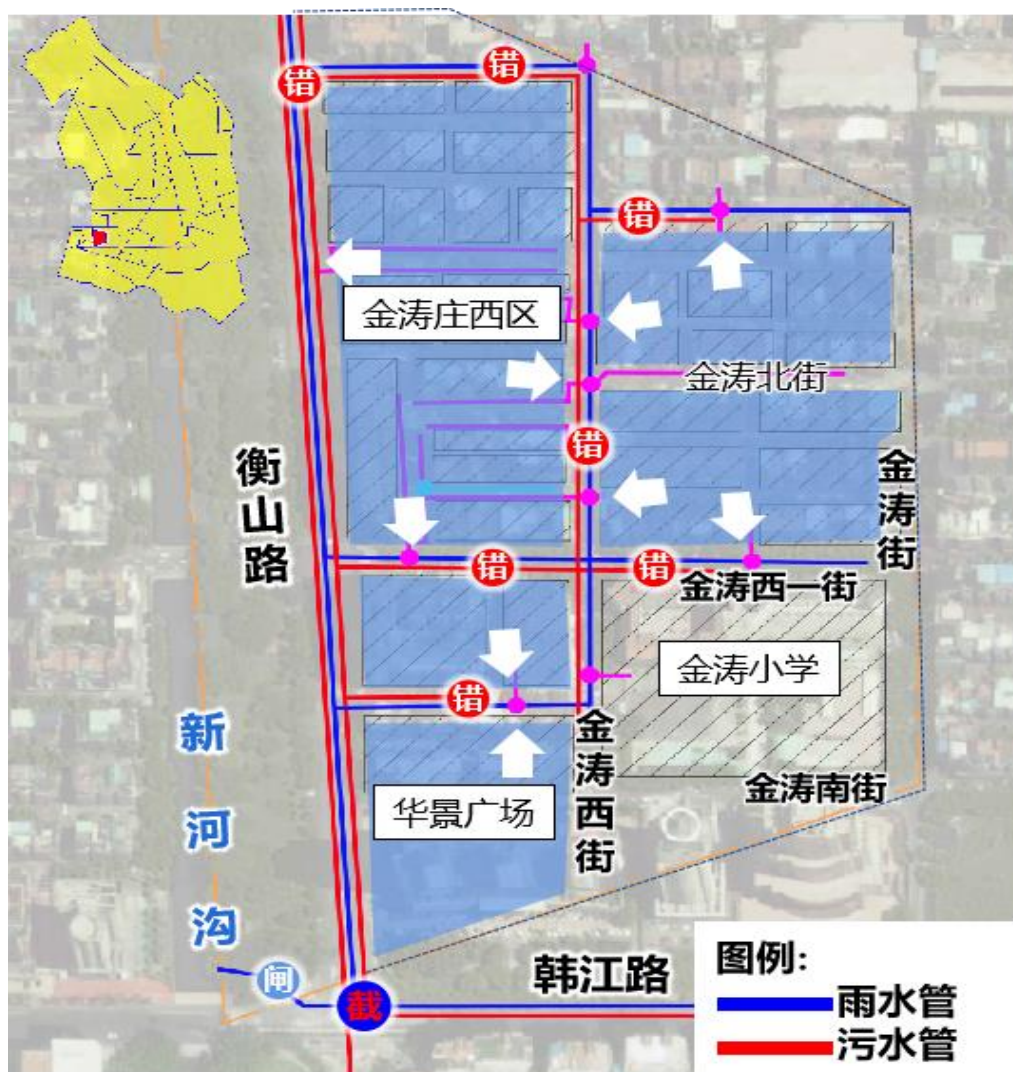 错
错
错
金涛庄西区
金涛北街
错
衡山路
金涛街
错
错
金涛西一街
金涛小学
错
新河沟
金涛西街
金涛南街
华景广场
闸
截
韩江路
图例:
雨水管
污水管